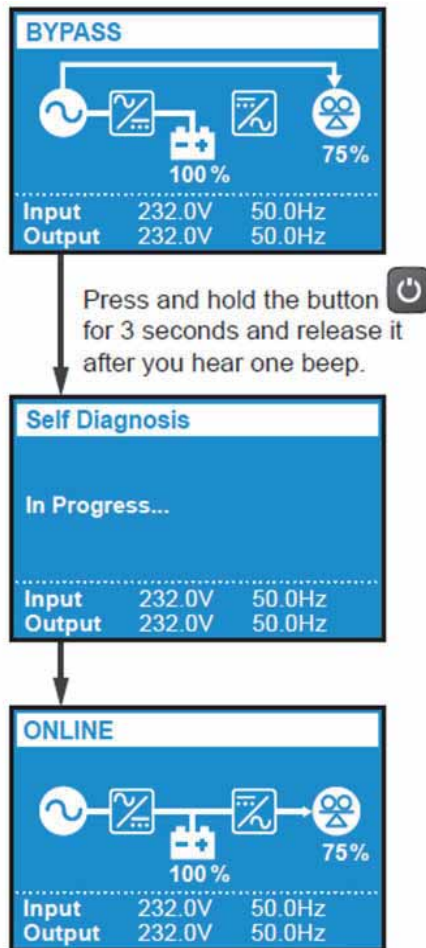 BYPASS
75%
100 %
Input 232.0V 50.0Hz
Output 232.0V 50.0Hz
Press and hold the button
for 3 seconds and release it
after you hear one beep.
Self Diagnosis
In Progress...
Input 232.0V 50.0Hz
Output 232.0V 50.0Hz
ONLINE
75%
100 %
Input 232.0V 50.0Hz
Output 232.0V 50.0Hz